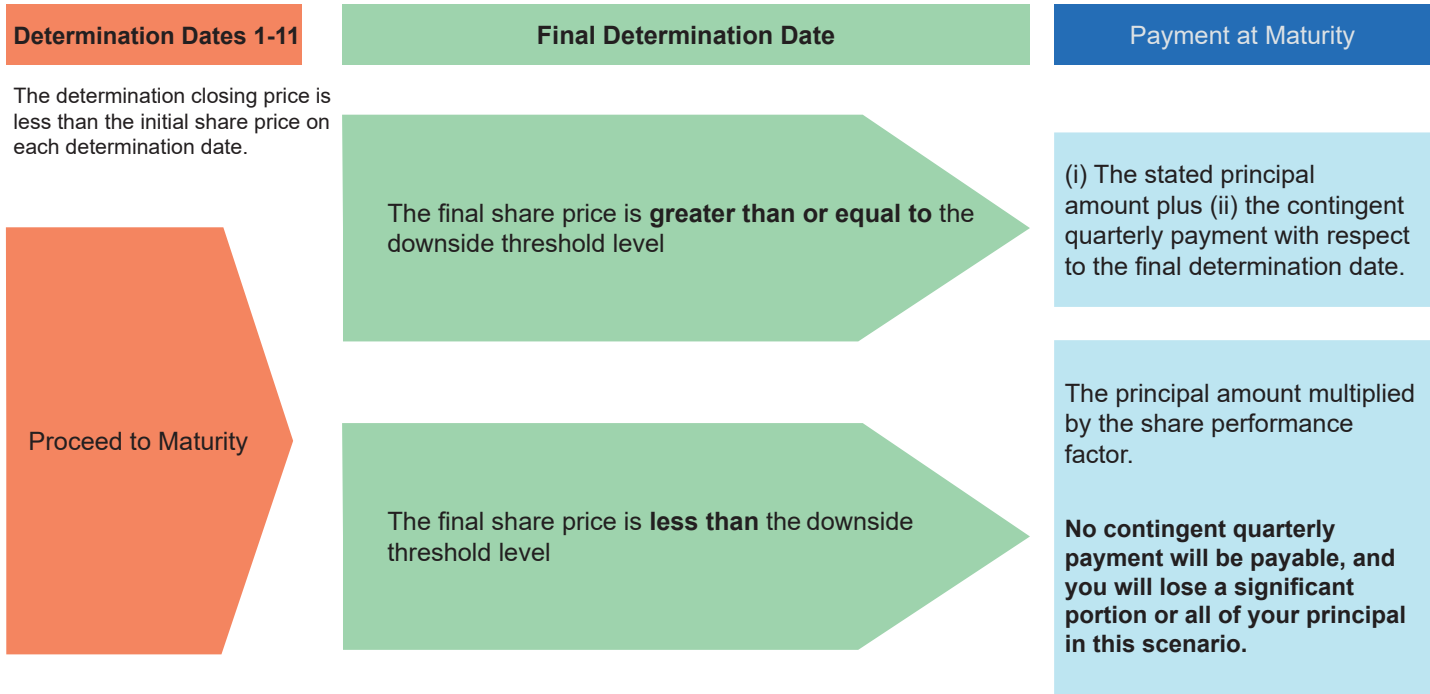 Determination Dates 1-11
Final Determination Date
Payment at Maturity
The determination closing price is
less than the initial share price on
each determination date.
Proceed to Maturity
The final share price is greater than or equal to the
downside threshold level
(i) The stated principal
amount plus (ii) the contingent
quarterly payment with respect
to the final determination date.
The final share price is less than the downside
threshold level
The principal amount multiplied
by the share performance
factor.
No contingent quarterly
payment will be payable, and
you will lose a significant
portion or all of your principal
in this scenario.